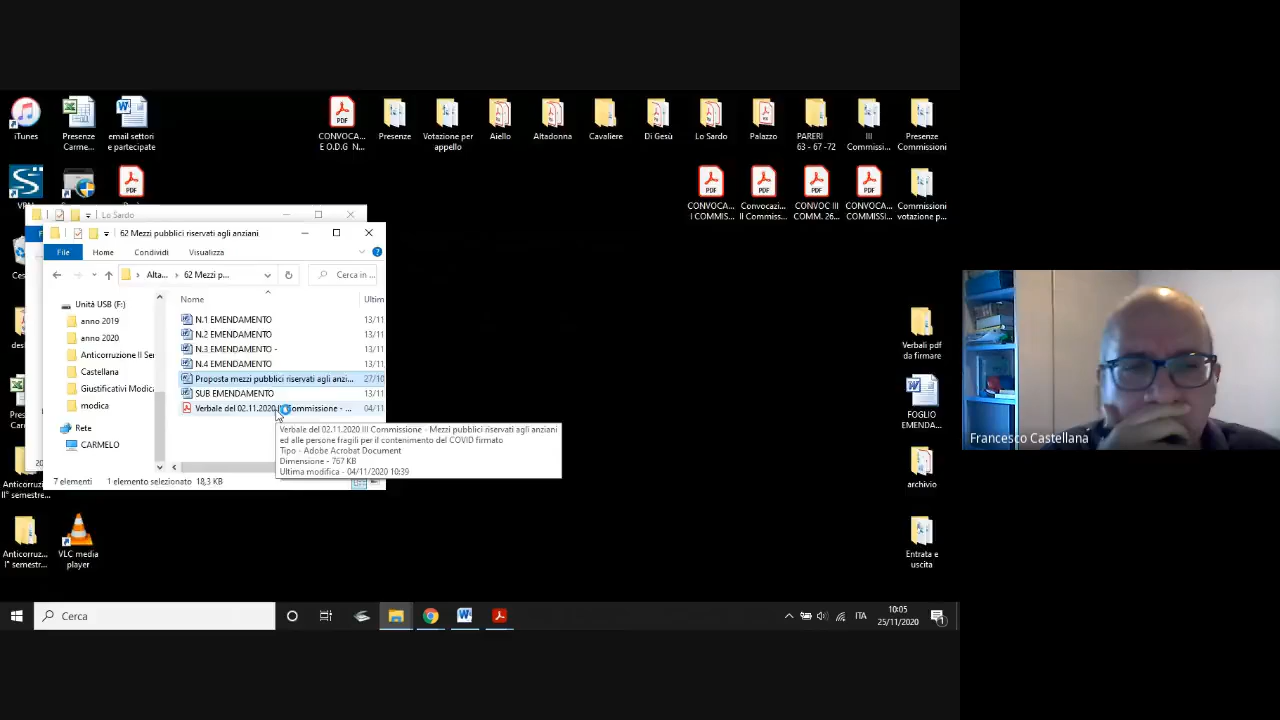 iTunes
Presenze
Carme...
email settori
e partecipate
CONVOCA...
E O.D.G N...
Presenze
Votazione per
appello
Aiello
Altadonna
Cavaliere
Di Gesù
Lo Sardo
Palazzo
PARERI
63 - 67 -72
III
Commissi...
Presenze
Commissioni
CONVOCA...
I COMMIS...
Convocazi...
II Commiss...
CONVOC III
COMM. 26...
CONVOCA...
COMMISSI...
Commissioni
votazione p...
Lo Sardo
62 Mezzi pubblici riservati agli anziani
File
Home
Condividi
Visualizza
Alta...
62 Mezzi p...
Cerca in ...
Unità USB (F:)
anno 2019
anno 2020
Anticorruzione II Se
Castellana
Giustificativi Modica
modica
Rete
CARMELO
Nome
Ultim
N.1 EMENDAMENTO
13/11
N.2 EMENDAMENTO
13/11
N.3 EMENDAMENTO -
13/11
N.4 EMENDAMENTO
13/11
Proposta mezzi pubblici riservati agli anzi...
27/10
SUB EMENDAMENTO
13/11
Verbale del 02.11.2020 Commissione - ...
04/11
Verbale del 02.11.2020 III Commissione - Mezzi pubblici riservati agli anziani
ed alle persone fragili per il contenimento del COVID firmato
Tipo - Adobe Acrobat Document
Dimensione - 767 KB
Ultima modifica - 04/11/2020 10:39
7 elementi
1 elemento selezionato
18,3 KB
Verbali pdf
da firmare
FOGLIO
EMENDA...
archivio
Entrata e
uscita
Anticorruzi...
II° semestre...
Anticorruz...
I° semestr...
VLC media
player
Cerca
ITA
10:05
25/11/2020
Francesco Castellana